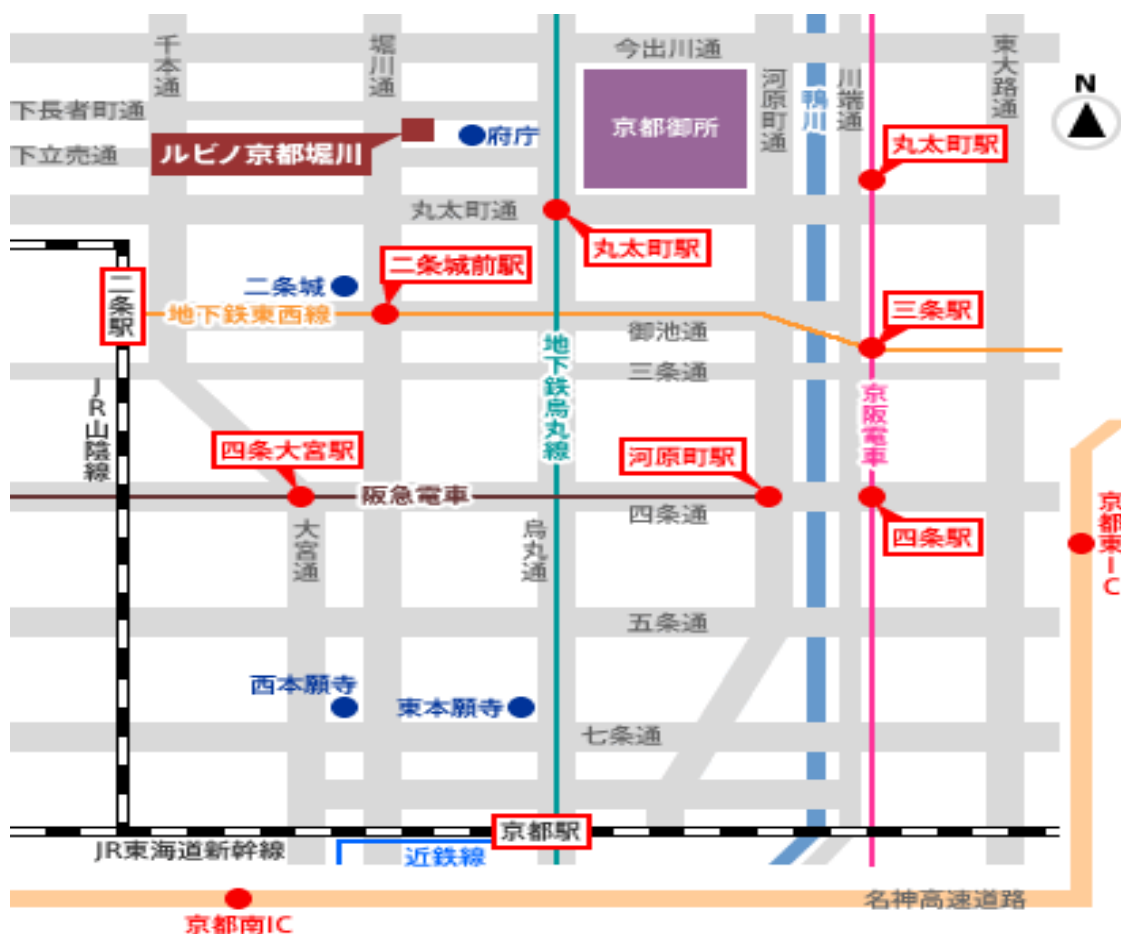 千本通
堀川通
今出川通
東大路通
河原町通
鴨川
川端通
N
下長者町通
府庁
京都御所
下立売通
ルビノ京都堀川
丸太町駅
丸太町通
丸太町駅
二条城前駅
二条城
二条駅
地下鉄東西線
三条駅
御池通
地下鉄烏丸線
三条通
JR山陰線
京阪電車
四条大宮駅
河原町駅
阪急電車
四条通
四条駅
京都東IC
大宮通
烏丸通
五条通
西本願寺
東本願寺
七条通
京都駅
JR東海道新幹線
近鉄線
名神高速道路
京都南IC